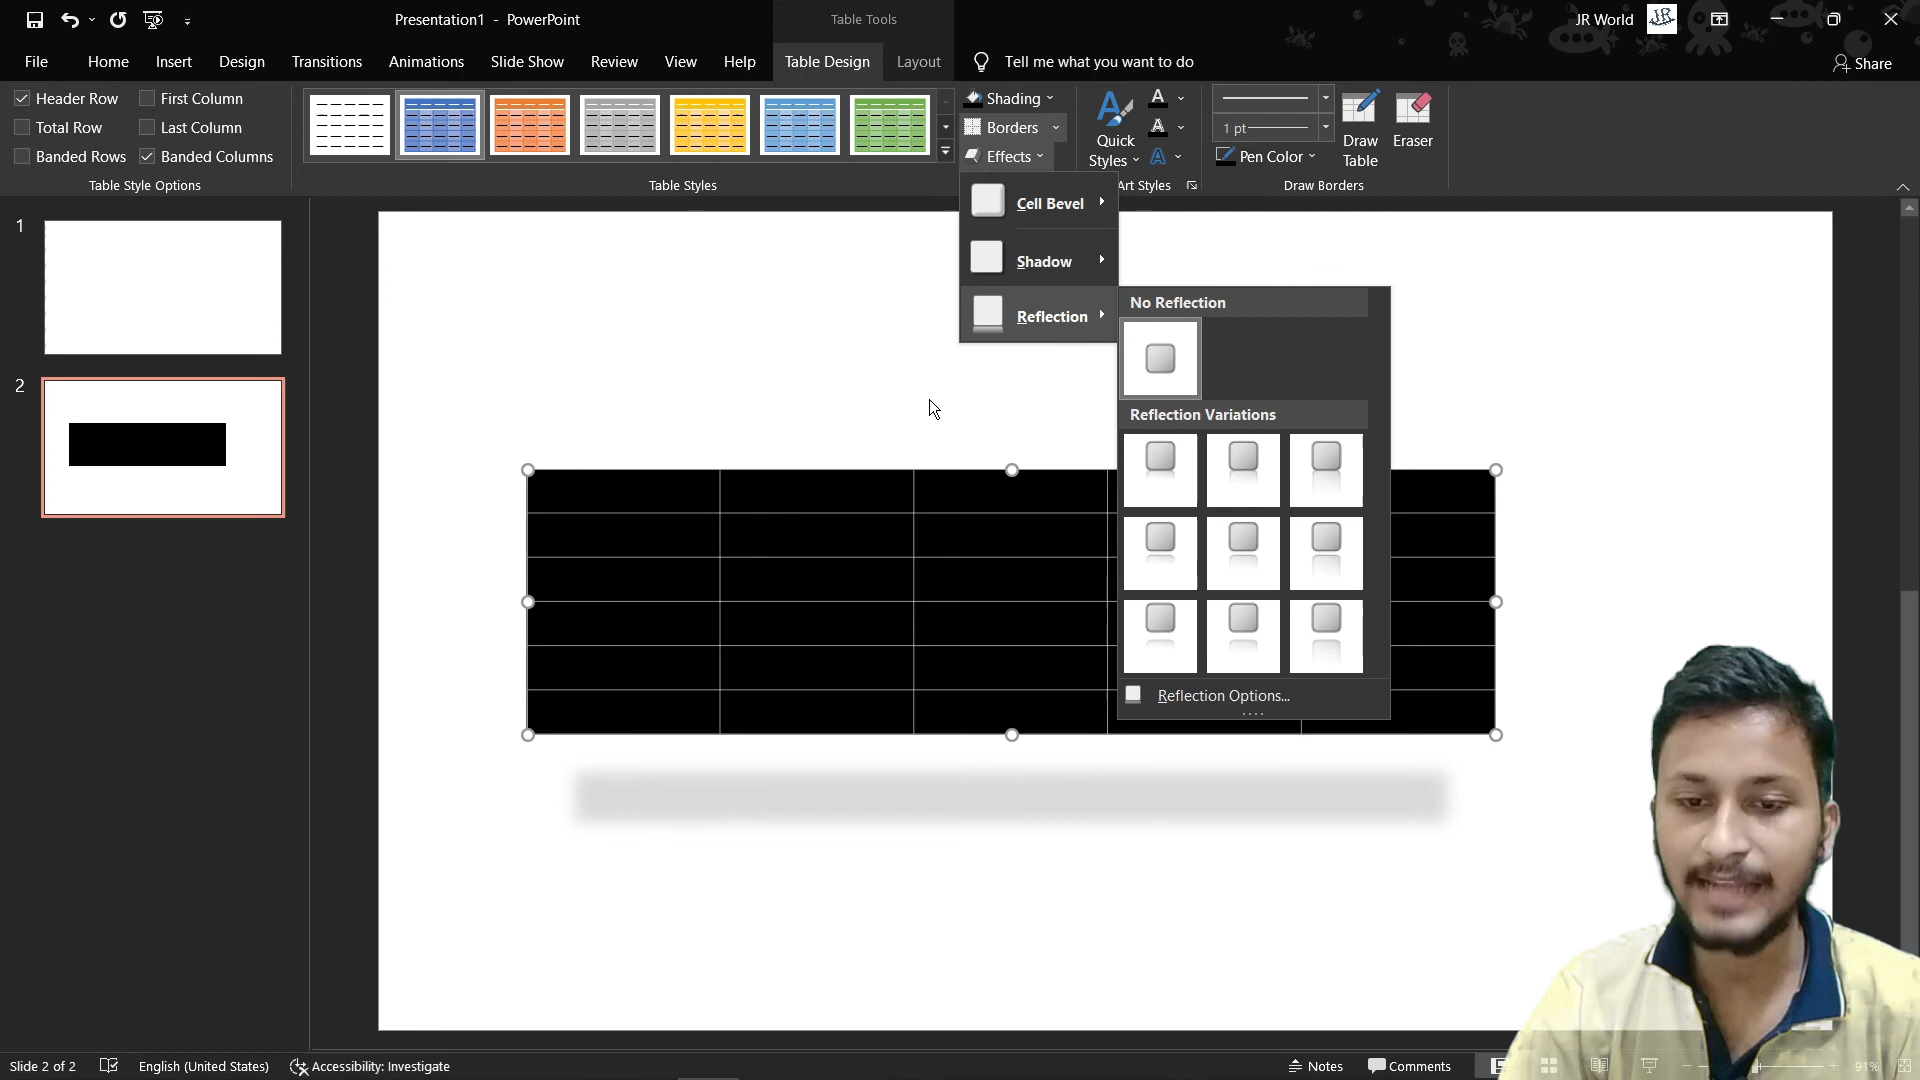 Presentation1 - PowerPoint
Table Tools
JR World
File Home Insert Design Transitions Animations Slide Show Review View Help Table Design Layout Tell me what you want to do Share
Header Row First Column
Total Row Last Column
Banded Rows Banded Columns
Table Style Options
Table Styles
Shading
Borders
Effects
Quick
Styles
Art Styles
1 pt
Pen Color
Draw
Table
Eraser
Draw Borders
Cell Bevel
Shadow
Reflection
No Reflection
Reflection Variations
Reflection Options...
1
2
Slide 2 of 2 English (United States) Accessibility: Investigate Notes Comments 91%